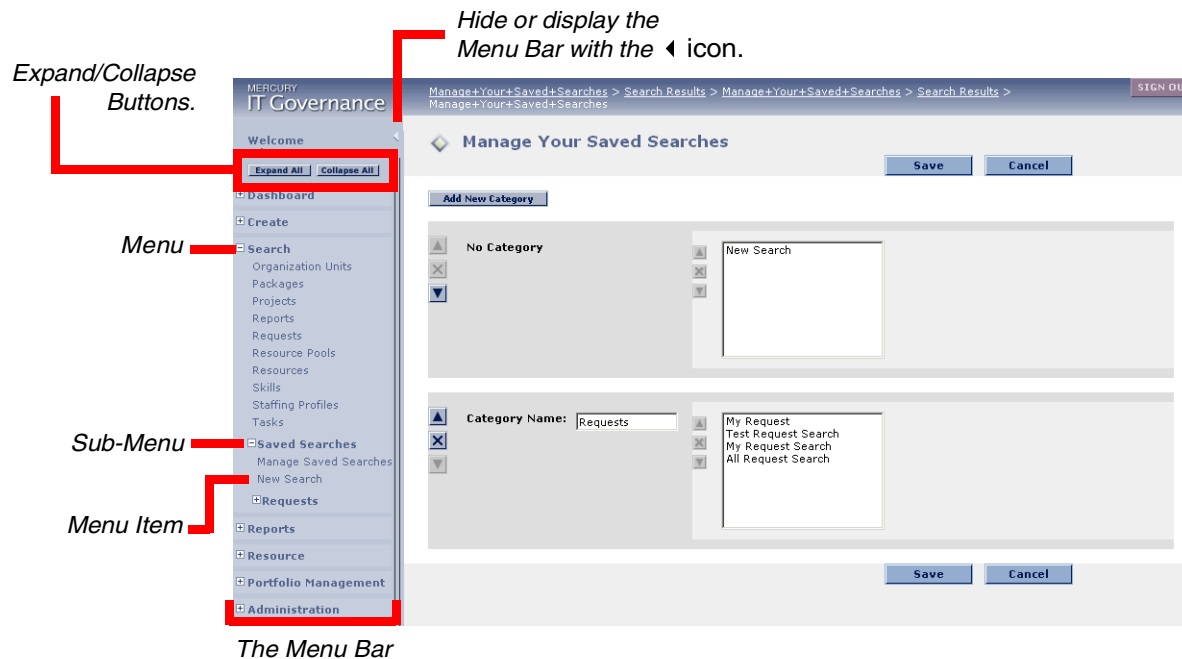 Hide or display the
Menu Bar with the icon.
Expand/Collapse
Buttons.
MERCURY
IT Governance
Manage+Your+Saved+Searches > Search Results > Manage+Your+Saved+Searches > Search Results >
Manage+Your+Saved+Searches
SIGN OU
Welcome
Manage Your Saved Searches
Save Cancel
Expand All Collapse All
Dashboard
Add New Category
Create
Menu
Search
No Category
New Search
Organization Units
Packages
Projects
Reports
Requests
Resource Pools
Resources
Skills
Staffing Profiles
Tasks
Category Name: Requests
My Request
Test Request Search
My Request Search
All Request Search
Sub-Menu
Saved Searches
Manage Saved Searches
New Search
Requests
Menu Item
Reports
Resource
Portfolio Management
Save Cancel
Administration
The Menu Bar